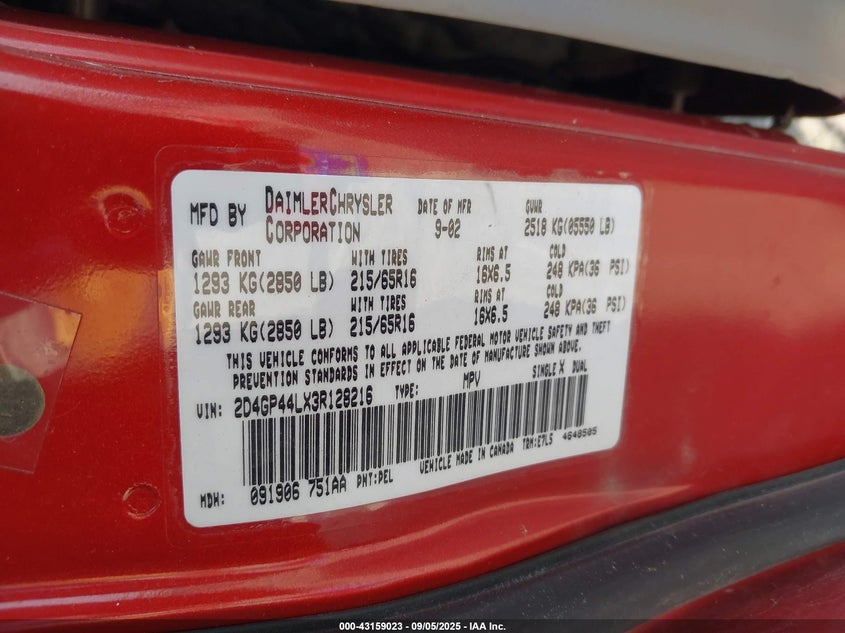 MFD BY DAIMLERCHRYSLER CORPORATION DATE OF MFR 9-02 GVWR 2518 KG(05550 LB)
GAWR FRONT WITH TIRES RIMS AT COLD
1293 KG(2850 LB) 215/65R16 16X6.5 248 KPA(36 PSI)
GAWR REAR WITH TIRES RIMS AT COLD
1293 KG(2850 LB) 215/65R16 16X6.5 248 KPA(36 PSI)
THIS VEHICLE CONFORMS TO ALL APPLICABLE FEDERAL MOTOR VEHICLE SAFETY AND THEFT
PREVENTION STANDARDS IN EFFECT ON THE DATE OF MANUFACTURE SHOWN ABOVE.
VIN: 2D4GP44LX3R128216 TYPE: MPV SINGLE X DUAL
MDH: 091906 751AA PNT:PEL VEHICLE MADE IN CANADA TRM:E7L5 4648505
000-43159023 - 09/05/2025 - IAA Inc.